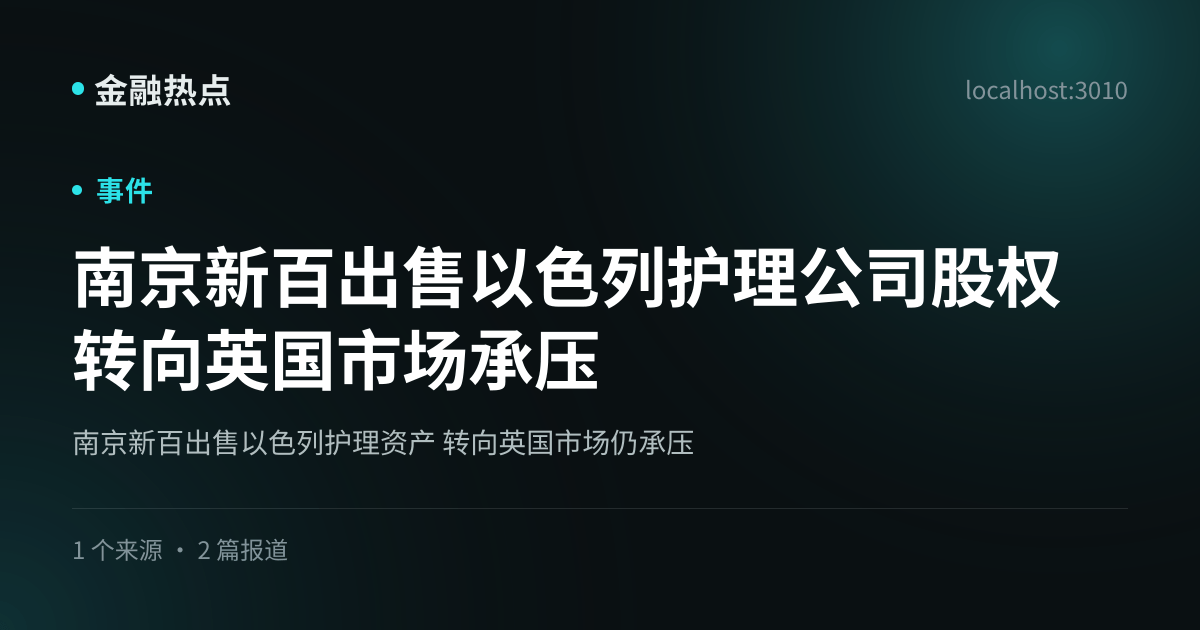 金融热点
localhost:3010
事件
南京新百出售以色列护理公司股权
转向英国市场承压
南京新百出售以色列护理资产 转向英国市场仍承压
1 个来源 · 2 篇报道